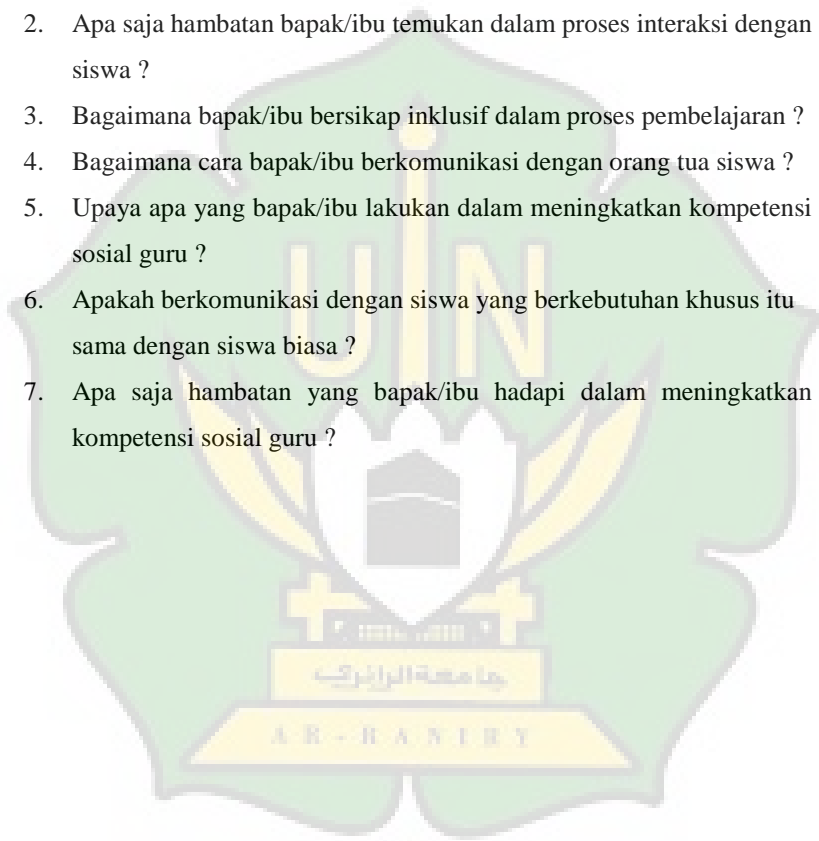 2. Apa saja hambatan bapak/ibu temukan dalam proses interaksi dengan
siswa ?
3. Bagaimana bapak/ibu bersikap inklusif dalam proses pembelajaran ?
4. Bagaimana cara bapak/ibu berkomunikasi dengan orang tua siswa ?
5. Upaya apa yang bapak/ibu lakukan dalam meningkatkan kompetensi
sosial guru ?
6. Apakah berkomunikasi dengan siswa yang berkebutuhan khusus itu
sama dengan siswa biasa ?
7. Apa saja hambatan yang bapak/ibu hadapi dalam meningkatkan
kompetensi sosial guru ?
UIN
جامعة الرانري
AR-RANIRY